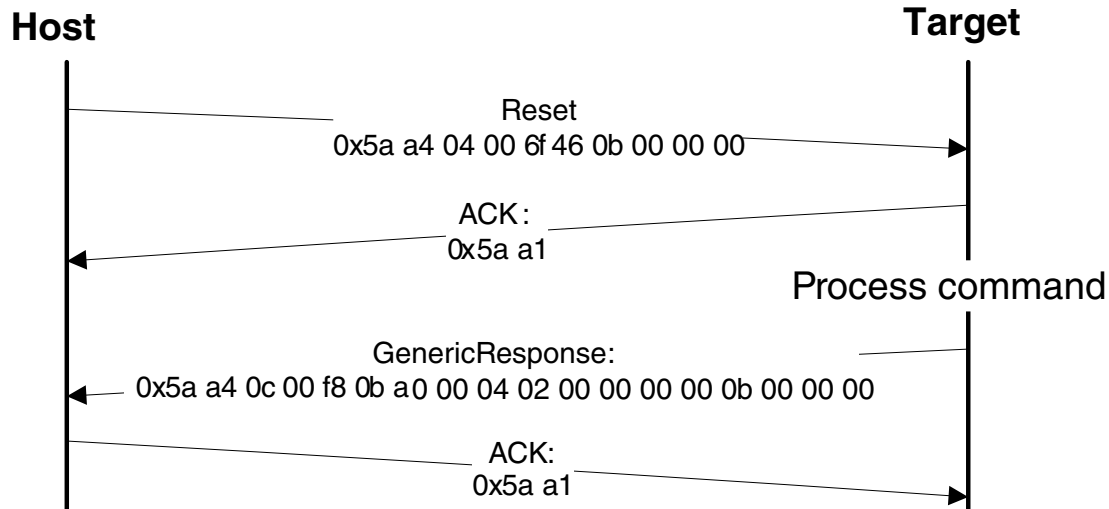 Host
Target
Reset
0x5a a4 04 00 6f 46 0b 00 00 00
ACK:
0x5a a1
Process command
GenericResponse:
0x5a a4 0c 00 f8 0b a0 00 04 02 00 00 00 00 0b 00 00 00
ACK:
0x5a a1